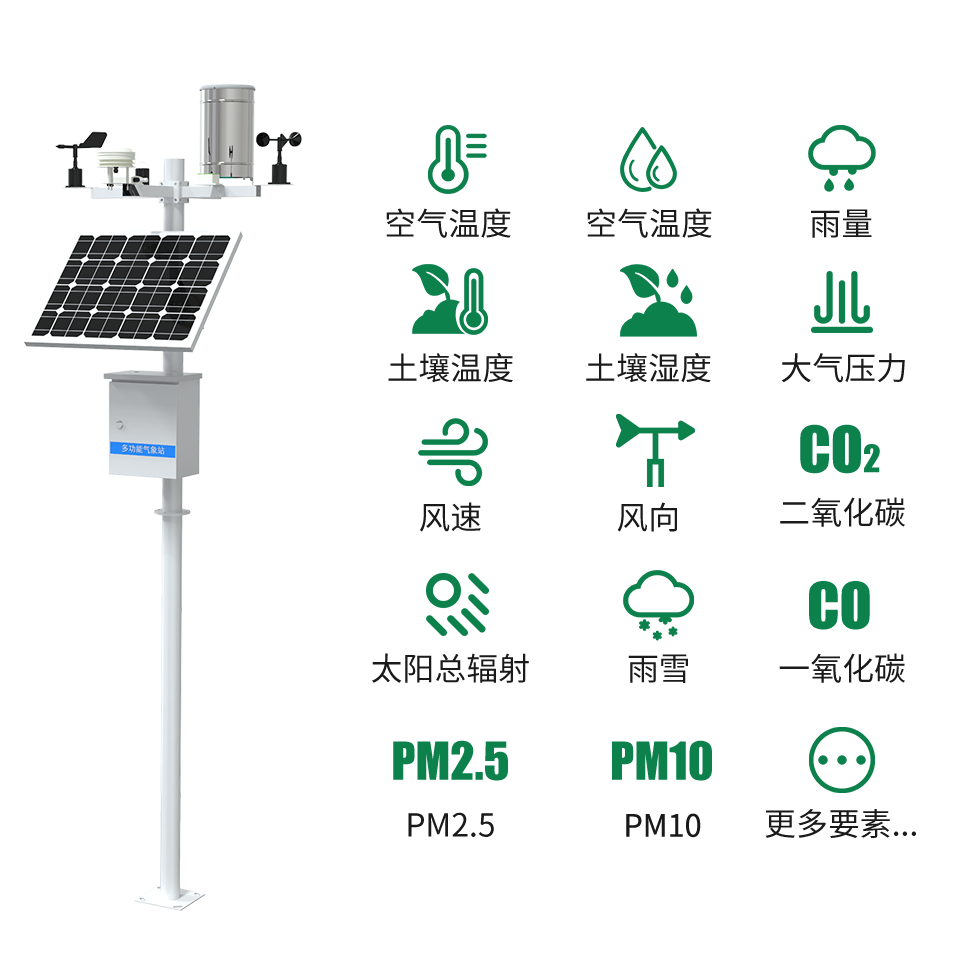 空气温度
空气温度
雨量
土壤温度
土壤湿度
大气压力
多功能气象站
风速
风向
CO₂
二氧化碳
太阳总辐射
雨雪
CO
一氧化碳
PM2.5
PM10
PM2.5
PM10
更多要素...